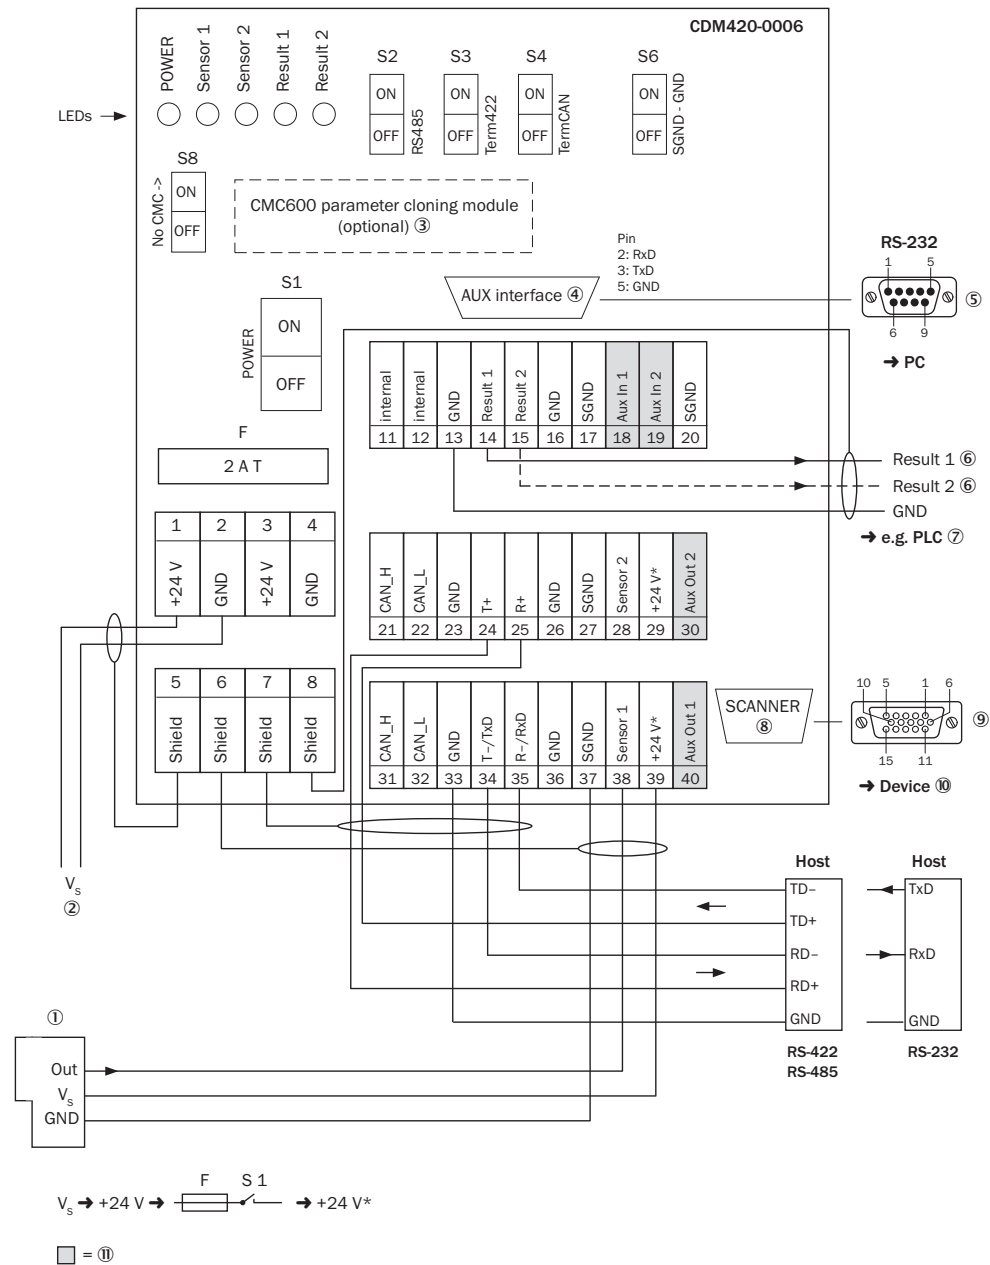 CDM420-0006
POWER
Sensor 1
Sensor 2
Result 1
Result 2
LEDs
S2
ON
OFF
RS485
S3
ON
OFF
Term422
S4
ON
OFF
TermCAN
S6
ON
OFF
SGND - GND
S8
No CMC ->
ON
OFF
CMC600 parameter cloning module
(optional) ③
S1
POWER
ON
OFF
AUX interface ④
Pin
2: RxD
3: TxD
5: GND
RS-232
1 5
⑤
6 9
➔ PC
F
2 A T
internal
internal
GND
Result 1
Result 2
GND
SGND
Aux In 1
Aux In 2
SGND
11 12 13 14 15 16 17 18 19 20
Result 1 ⑥
Result 2 ⑥
GND
➔ e.g. PLC ⑦
1 2 3 4
+24 V
GND
+24 V
GND
CAN_H
CAN_L
GND
T+
R+
GND
SGND
Sensor 2
+24 V*
Aux Out 2
21 22 23 24 25 26 27 28 29 30
5 6 7 8
Shield
Shield
Shield
Shield
CAN_H
CAN_L
GND
T–/TxD
R–/RxD
GND
SGND
Sensor 1
+24 V*
Aux Out 1
31 32 33 34 35 36 37 38 39 40
SCANNER
⑧
10 5 1 6
⑨
15 11
➔ Device ⑩
Vs
②
Host
TD–
TD+
RD–
RD+
GND
RS-422
RS-485
Host
TxD
RxD
GND
RS-232
①
Out
Vs
GND
F S 1
Vs ➔ +24 V ➔ ➔ +24 V*
= ⑪